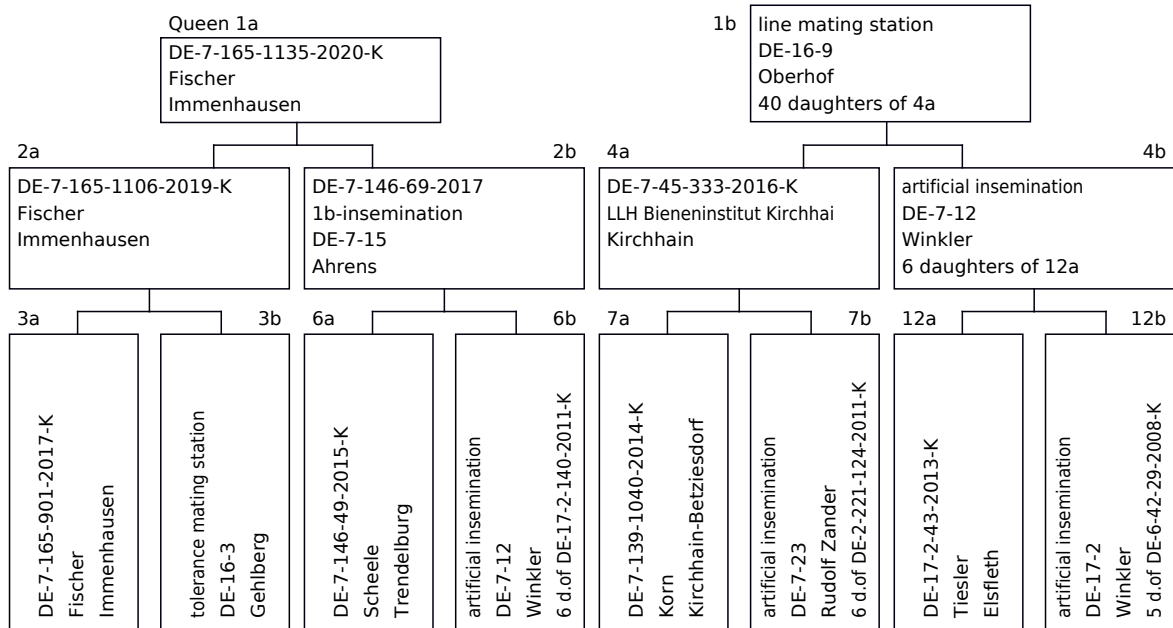 Queen 1a
DE-7-165-1135-2020-K
Fischer
Immenhausen
1b
line mating station
DE-16-9
Oberhof
40 daughters of 4a
2a
DE-7-165-1106-2019-K
Fischer
Immenhausen
2b
DE-7-146-69-2017
1b-insemination
DE-7-15
Ahrens
4a
DE-7-45-333-2016-K
LLH Bieneninstitut Kirchhai
Kirchhain
4b
artificial insemination
DE-7-12
Winkler
6 daughters of 12a
3a
DE-7-165-901-2017-K
Fischer
Immenhausen
3b
tolerance mating station
DE-16-3
Gehlberg
6a
DE-7-146-49-2015-K
Scheele
Trendelburg
6b
artificial insemination
DE-7-12
Winkler
6 d.of DE-17-2-140-2011-K
7a
DE-7-139-1040-2014-K
Korn
Kirchhain-Betziesdorf
7b
artificial insemination
DE-7-23
Rudolf Zander
6 d.of DE-2-221-124-2011-K
12a
DE-17-2-43-2013-K
Tiesler
Elsfleth
12b
artificial insemination
DE-17-2
Winkler
5 d.of DE-6-42-29-2008-K